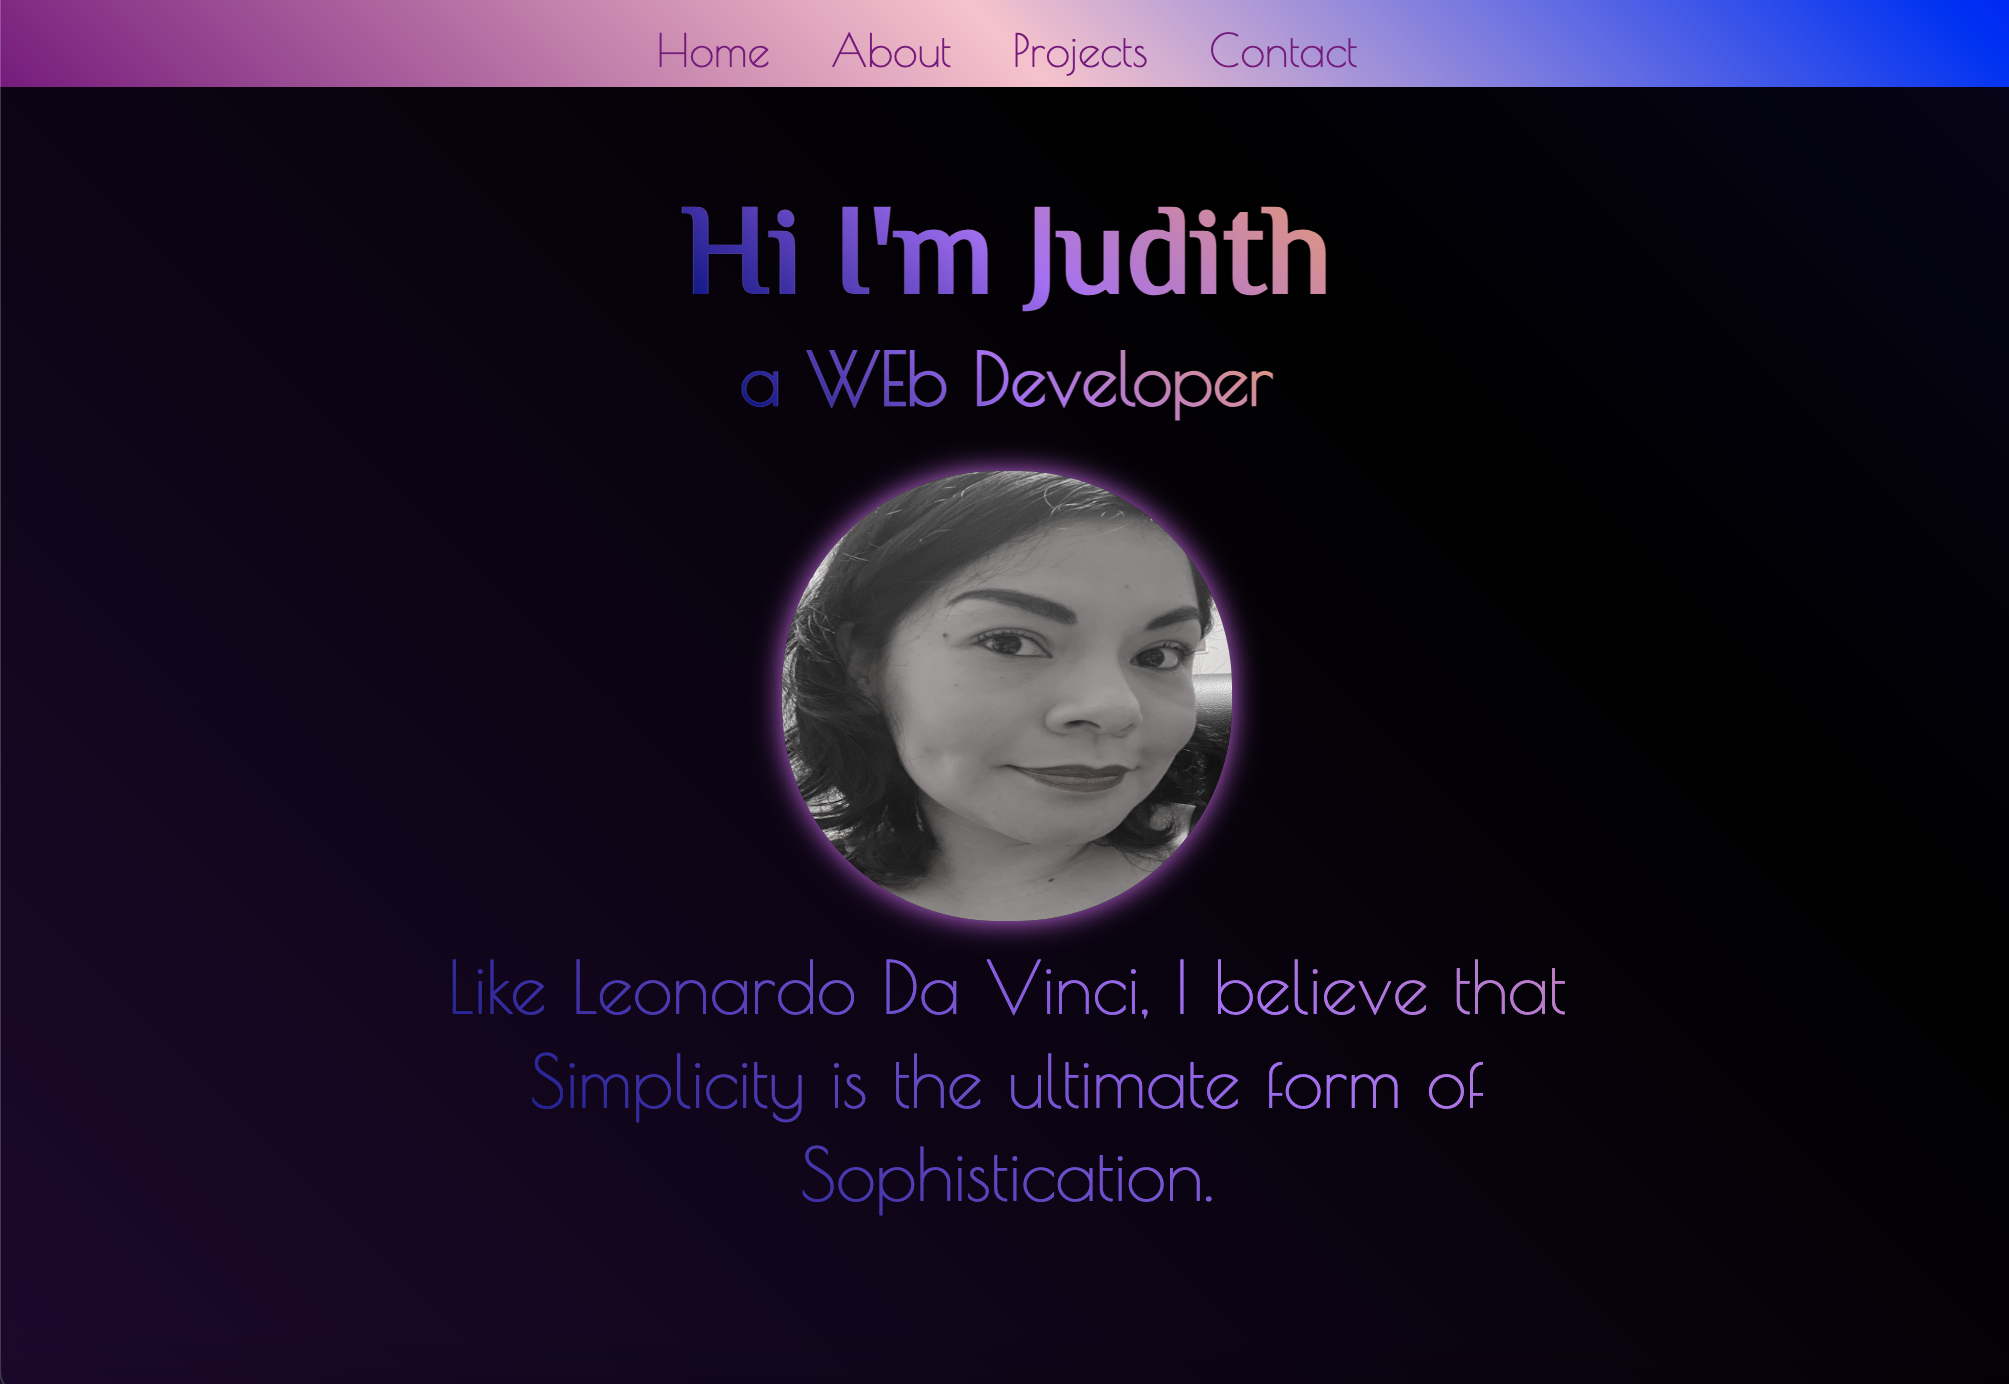 Home About Projects Contact
Hi I'm Judith
a WEb Developer
Like Leonardo Da Vinci, I believe that
Simplicity is the ultimate form of
Sophistication.